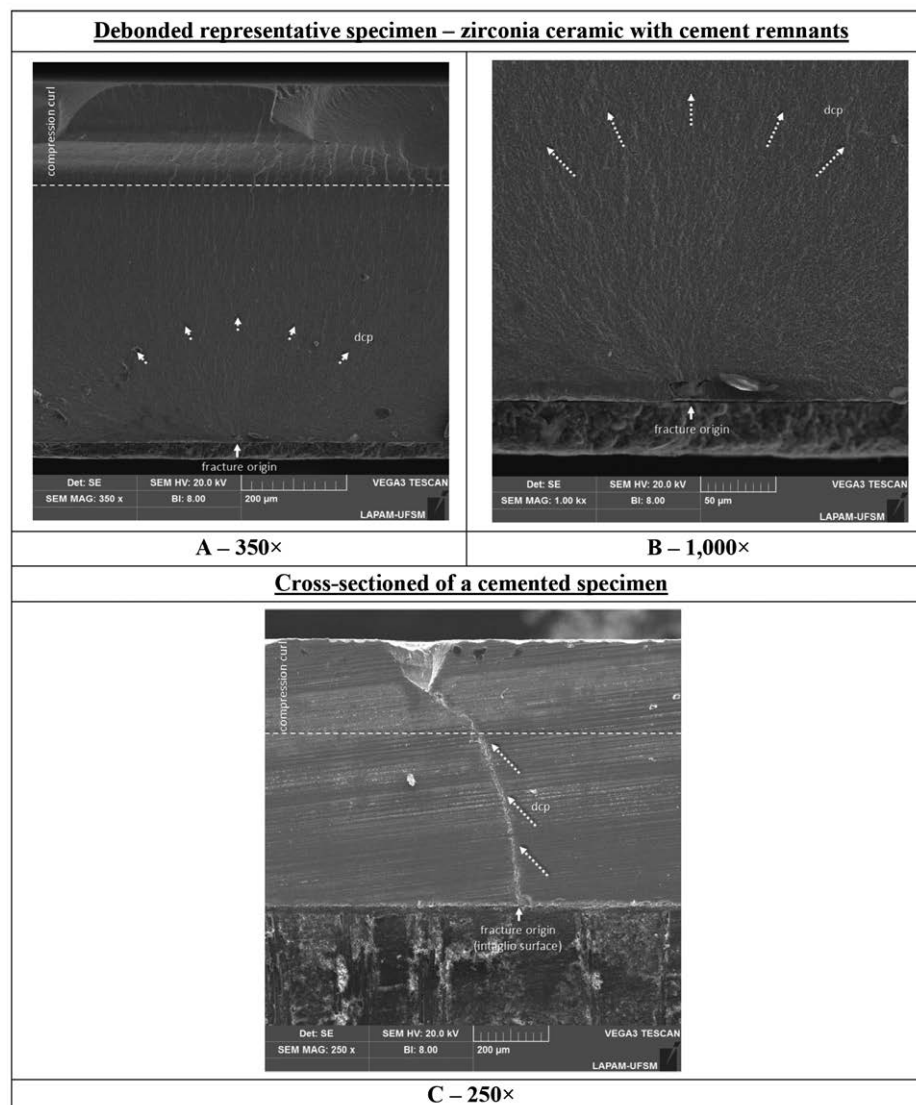 Debonded representative specimen – zirconia ceramic with cement remnants
compression curl
dcp
fracture origin
Det: SE
SEM HV: 20.0 kV
VEGA3 TESCAN
SEM MAG: 350 x
BI: 8.00
200 µm
LAPAM-UFSM
dcp
fracture origin
Det: SE
SEM HV: 20.0 kV
VEGA3 TESCAN
SEM MAG: 1.00 kx
BI: 8.00
50 µm
LAPAM-UFSM
A – 350×
B – 1,000×
Cross-sectioned of a cemented specimen
compression curl
dcp
fracture origin
(intaglio surface)
Det: SE
SEM HV: 20.0 kV
VEGA3 TESCAN
SEM MAG: 250 x
BI: 8.00
200 µm
LAPAM-UFSM
C – 250×